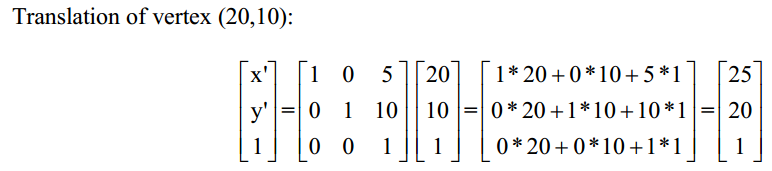 Translation of vertex (20,10):
[x'] [1 0 5] [20] [1*20+0*10+5*1] [25]
[y'] = [0 1 10] [10] = [0*20+1*10+10*1] = [20]
[1] [0 0 1] [1] [0*20+0*10+1*1] [1]